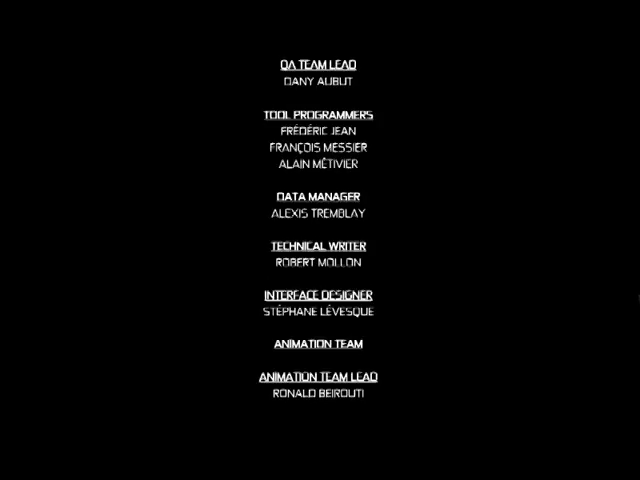 QA TEAM LEAD
DANY AUBUT
TOOL PROGRAMMERS
FRÉDÉRIC JEAN
FRANÇOIS MESSIER
ALAIN MÉTIVIER
DATA MANAGER
ALEXIS TREMBLAY
TECHNICAL WRITER
ROBERT MOLLON
INTERFACE DESIGNER
STÉPHANE LÉVESQUE
ANIMATION TEAM
ANIMATION TEAM LEAD
RONALD BEIROUTI